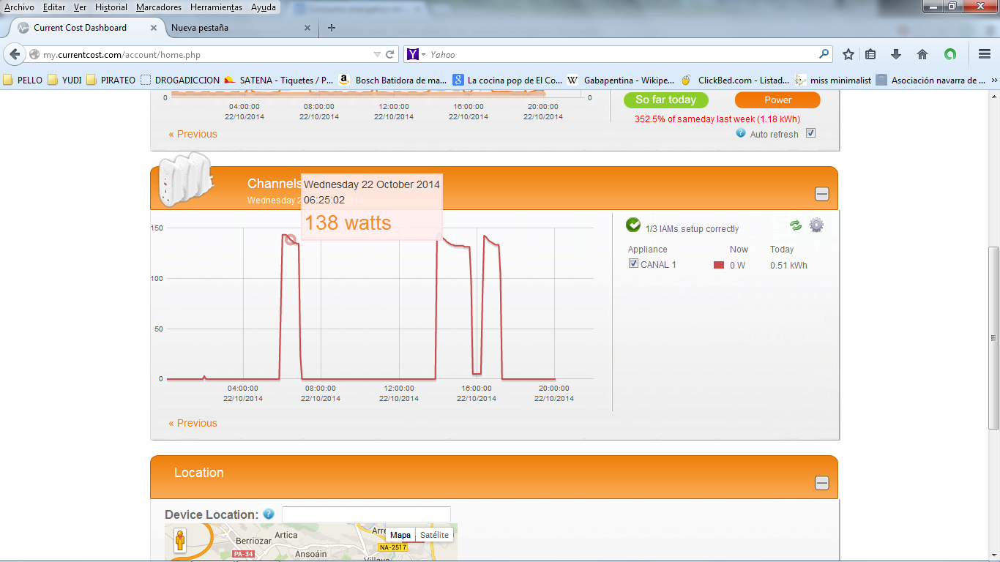 Archivo Editar Ver Historial Marcadores Herramientas Ayuda
Current Cost Dashboard
Nueva pestaña
my.currentcost.com/account/home.php
Yahoo
PELLO YUDI PIRATEO DROGADICCION SATENA - Tiquetes / P... Bosch Batidora de ma... La cocina pop de El Co... Gabapentina - Wikipe... ClickBed.com - Listad... miss minimalist Asociación navarra de ... »
0
0
04:00:00 08:00:00 12:00:00 16:00:00 20:00:00
22/10/2014 22/10/2014 22/10/2014 22/10/2014 22/10/2014
« Previous
So far today
Power
352.5% of sameday last week (1.18 kWh)
Auto refresh
Channels
Wednesday 2
Wednesday 22 October 2014
06:25:02
138 watts
150
100
50
0
04:00:00 08:00:00 12:00:00 16:00:00 20:00:00
22/10/2014 22/10/2014 22/10/2014 22/10/2014 22/10/2014
« Previous
1/3 IAMs setup correctly
Appliance Now Today
CANAL 1 0 W 0.51 kWh
Location
Device Location:
Berriozar
Artica
PA-34
Ansoáin
Mapa
Satélite
NA-2517